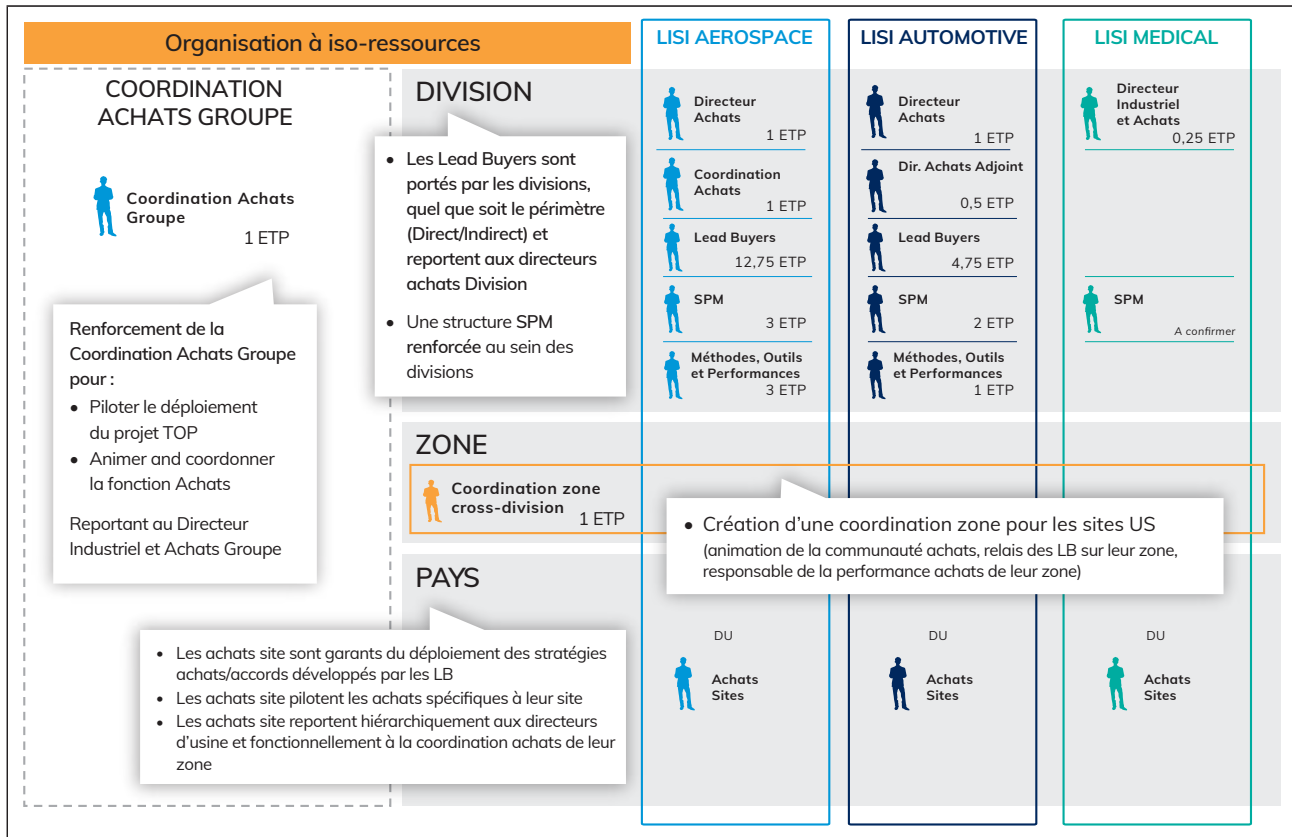 Organisation à iso-ressources
LISI AEROSPACE
LISI AUTOMOTIVE
LISI MEDICAL
COORDINATION
ACHATS GROUPE
Coordination Achats
Groupe
1 ETP
Renforcement de la
Coordination Achats Groupe
pour :
• Piloter le déploiement
du projet TOP
• Animer and coordonner
la fonction Achats
Reportant au Directeur
Industriel et Achats Groupe
DIVISION
• Les Lead Buyers sont
portés par les divisions,
quel que soit le périmètre
(Direct/Indirect) et
reportent aux directeurs
achats Division
• Une structure SPM
renforcée au sein des
divisions
Directeur
Achats
1 ETP
Coordination
Achats
1 ETP
Lead Buyers
12,75 ETP
SPM
3 ETP
Méthodes, Outils
et Performances
3 ETP
Directeur
Achats
1 ETP
Dir. Achats Adjoint
0,5 ETP
Lead Buyers
4,75 ETP
SPM
2 ETP
Méthodes, Outils
et Performances
1 ETP
Directeur
Industriel
et Achats
0,25 ETP
SPM
A confirmer
ZONE
Coordination zone
cross-division
1 ETP
• Création d’une coordination zone pour les sites US
(animation de la communauté achats, relais des LB sur leur zone,
responsable de la performance achats de leur zone)
PAYS
• Les achats site sont garants du déploiement des stratégies
achats/accords développés par les LB
• Les achats site pilotent les achats spécifiques à leur site
• Les achats site reportent hiérarchiquement aux directeurs
d’usine et fonctionnellement à la coordination achats de leur
zone
DU
Achats
Sites
DU
Achats
Sites
DU
Achats
Sites